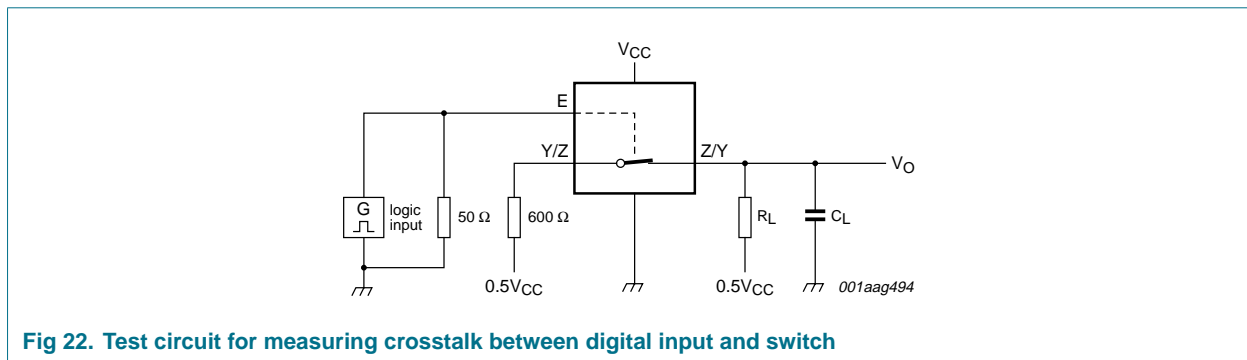 VCC
E
Y/Z
Z/Y
VO
G
logic
input
50 Ω
600 Ω
RL
CL
0.5VCC
0.5VCC
001aag494
Fig 22. Test circuit for measuring crosstalk between digital input and switch